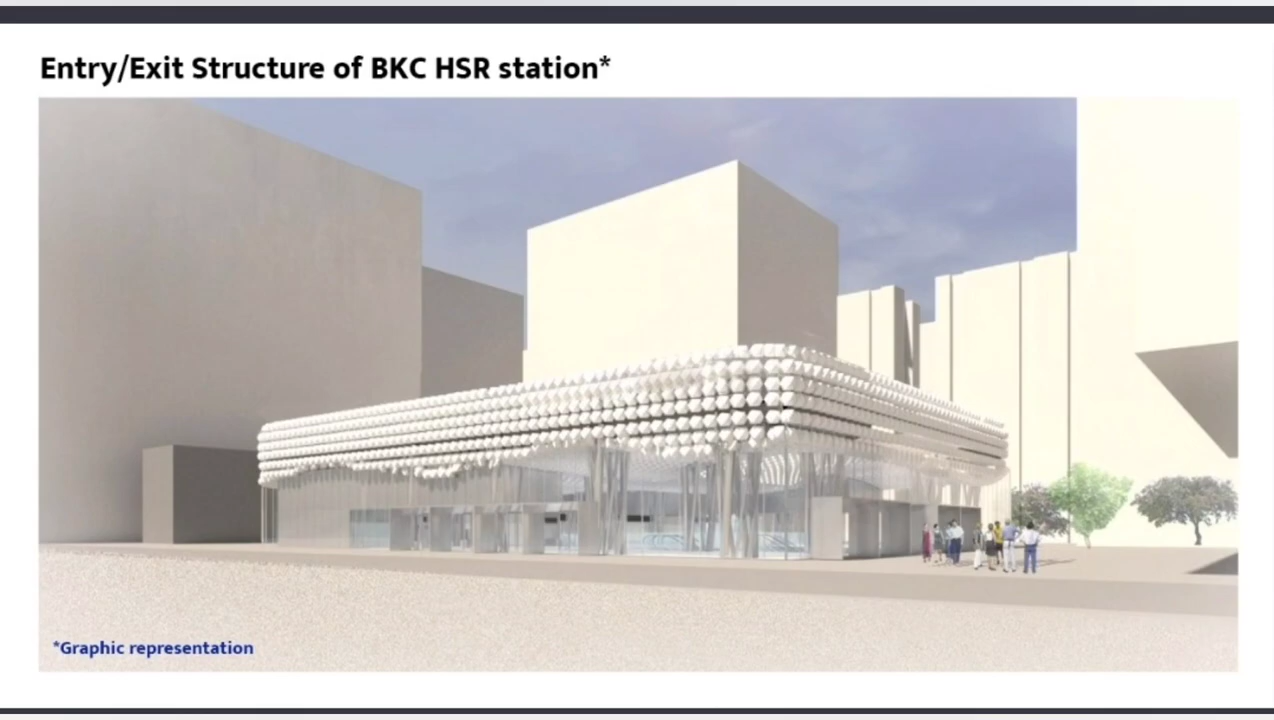 Entry/Exit Structure of BKC HSR station*
*Graphic representation